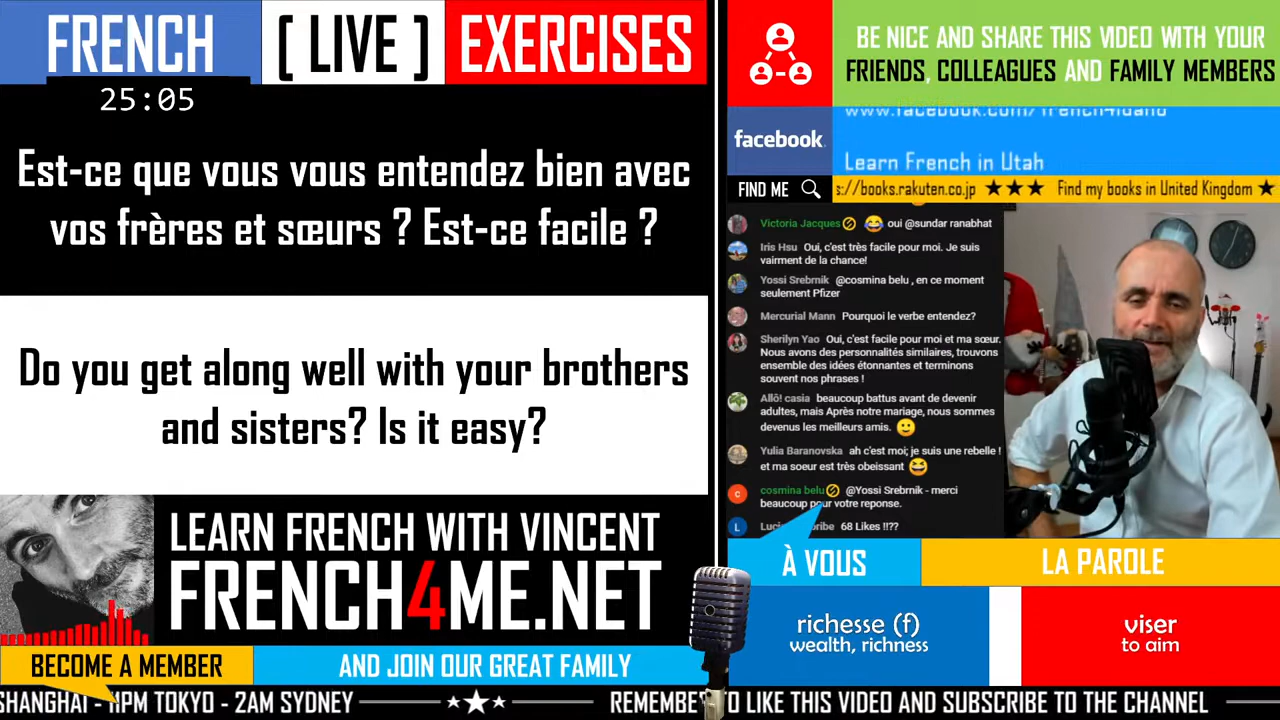 FRENCH
[ LIVE ]
EXERCISES
25:05
Est-ce que vous vous entendez bien avec
vos frères et sœurs ? Est-ce facile ?
Do you get along well with your brothers
and sisters? Is it easy?
LEARN FRENCH WITH VINCENT
FRENCH4ME.NET
BECOME A MEMBER
AND JOIN OUR GREAT FAMILY
BE NICE AND SHARE THIS VIDEO WITH YOUR
FRIENDS, COLLEAGUES AND FAMILY MEMBERS
facebook.
Learn French in Utah
FIND ME
s://books.rakuten.co.jp ★★★ Find my books in United Kingdom ★
Victoria Jacques 😂 oui @sundar ranabhat
Iris Hsu Oui, c'est très facile pour moi. Je suis
vairment de la chance!
Yossi Srebrnik @cosmina belu , en ce moment
seulement Pfizer
Mercurial Mann Pourquoi le verbe entendez?
Sherilyn Yao Oui, c'est facile pour moi et ma sœur.
Nous avons des personnalités similaires, trouvons
ensemble des idées étonnantes et terminons
souvent nos phrases !
Allô! casia beaucoup battus avant de devenir
adultes, mais Après notre mariage, nous sommes
devenus les meilleurs amis. 🙂
Yulia Baranovska ah c'est moi; je suis une rebelle !
et ma soeur est très obeissant 😆
c cosmina belu @Yossi Srebrnik - merci
beaucoup pour votre reponse.
L 68 Likes !!??
À VOUS
LA PAROLE
richesse (f)
wealth, richness
viser
to aim
SHANGHAI - 11PM TOKYO - 2AM SYDNEY
REMEMBER TO LIKE THIS VIDEO AND SUBSCRIBE TO THE CHANNEL